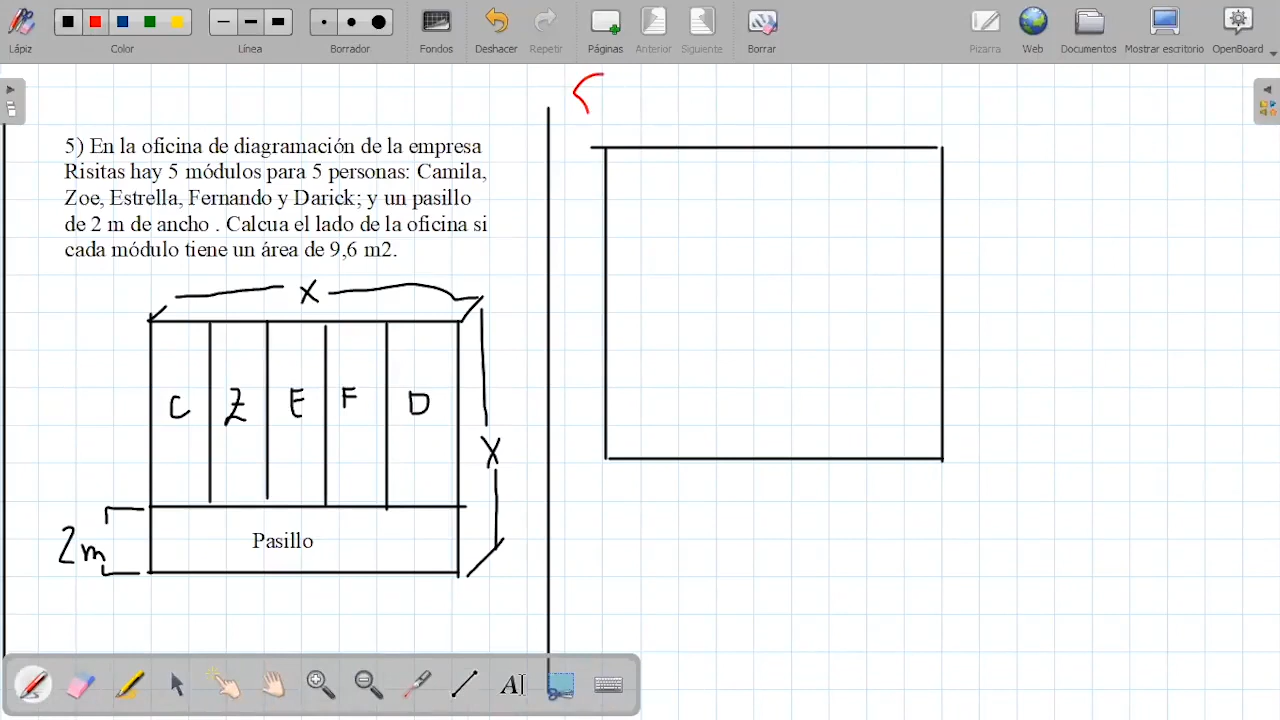 Lápiz
Color
Línea
Borrador
Fondos
Deshacer
Repetir
Páginas
Anterior
Siguiente
Borrar
Pizarra
Web
Documentos
Mostrar escritorio
OpenBoard
5) En la oficina de diagramación de la empresa
Risitas hay 5 módulos para 5 personas: Camila,
Zoe, Estrella, Fernando y Darick; y un pasillo
de 2 m de ancho . Calcua el lado de la oficina si
cada módulo tiene un área de 9,6 m2.
X
C Z E F D
X
2m
Pasillo
AI